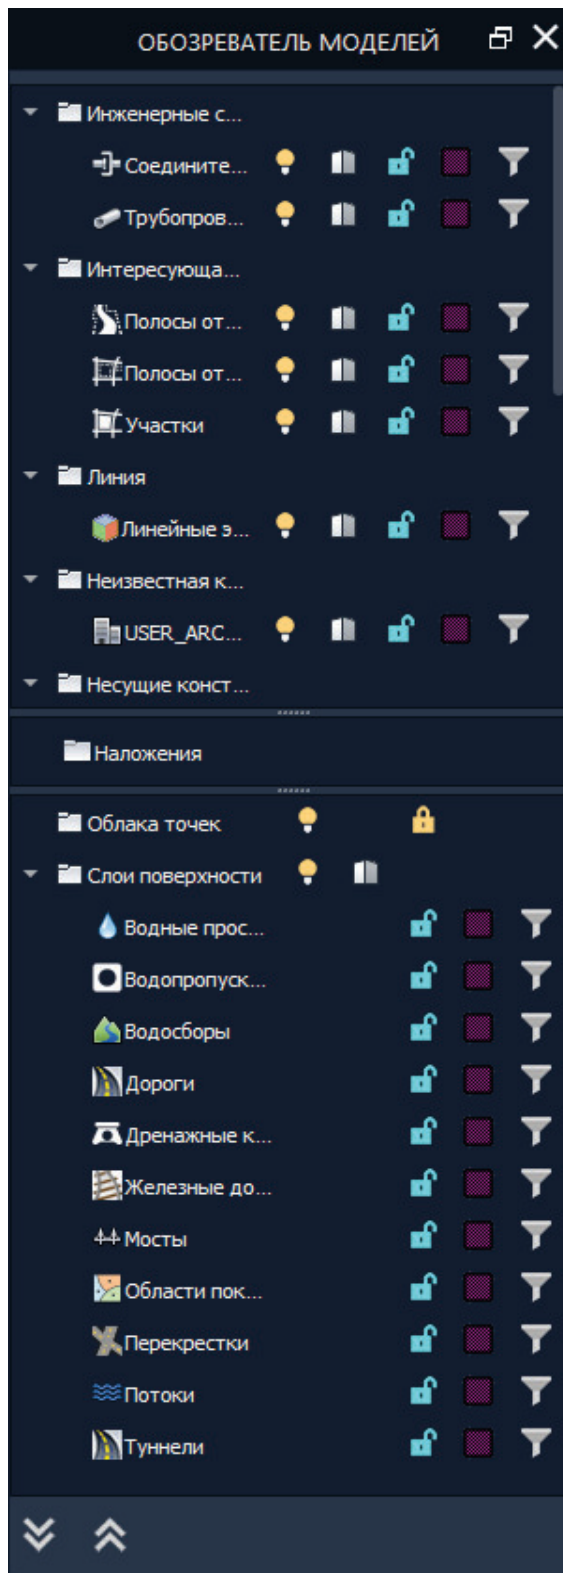 ОБОЗРЕВАТЕЛЬ МОДЕЛЕЙ
Инженерные с...
Соедините...
Трубопров...
Интересующа...
Полосы от...
Полосы от...
Участки
Линия
Линейные э...
Неизвестная к...
USER_ARC...
Несущие конст...
Наложения
Облака точек
Слои поверхности
Водные прос...
Водопропуск...
Водосборы
Дороги
Дренажные к...
Железные до...
Мосты
Области пок...
Перекрестки
Потоки
Туннели